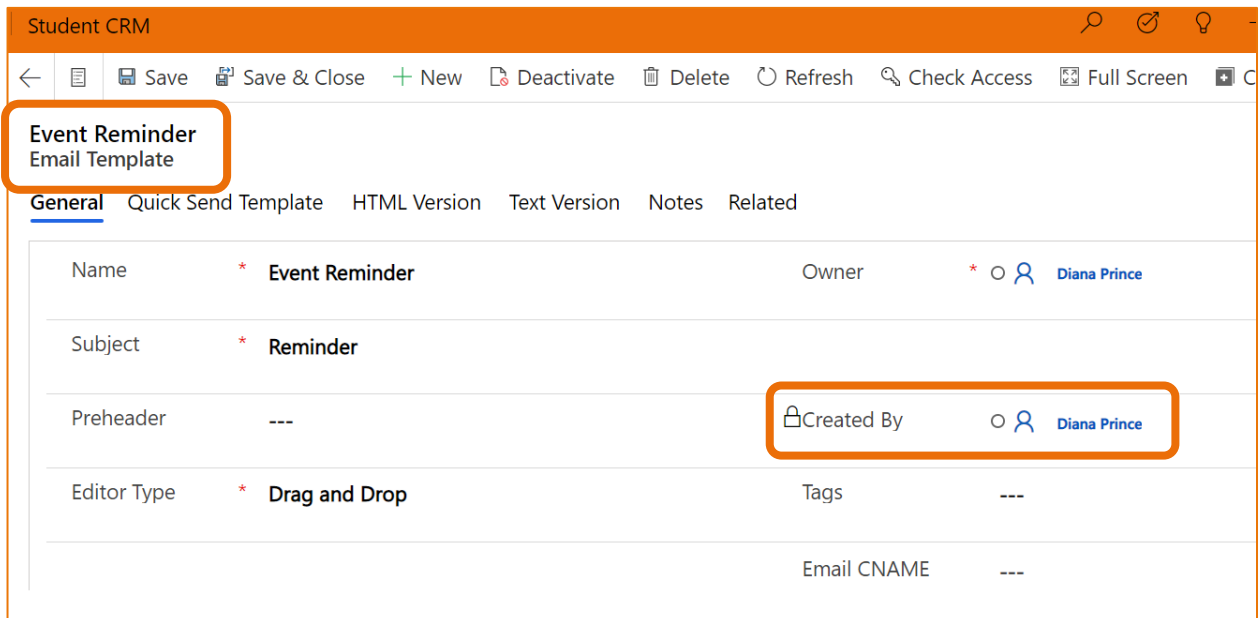 Student CRM
Save Save & Close New Deactivate Delete Refresh Check Access Full Screen C
Event Reminder
Email Template
General Quick Send Template HTML Version Text Version Notes Related
Name * Event Reminder Owner * Diana Prince
Subject * Reminder
Preheader --- Created By Diana Prince
Editor Type * Drag and Drop Tags ---
Email CNAME ---